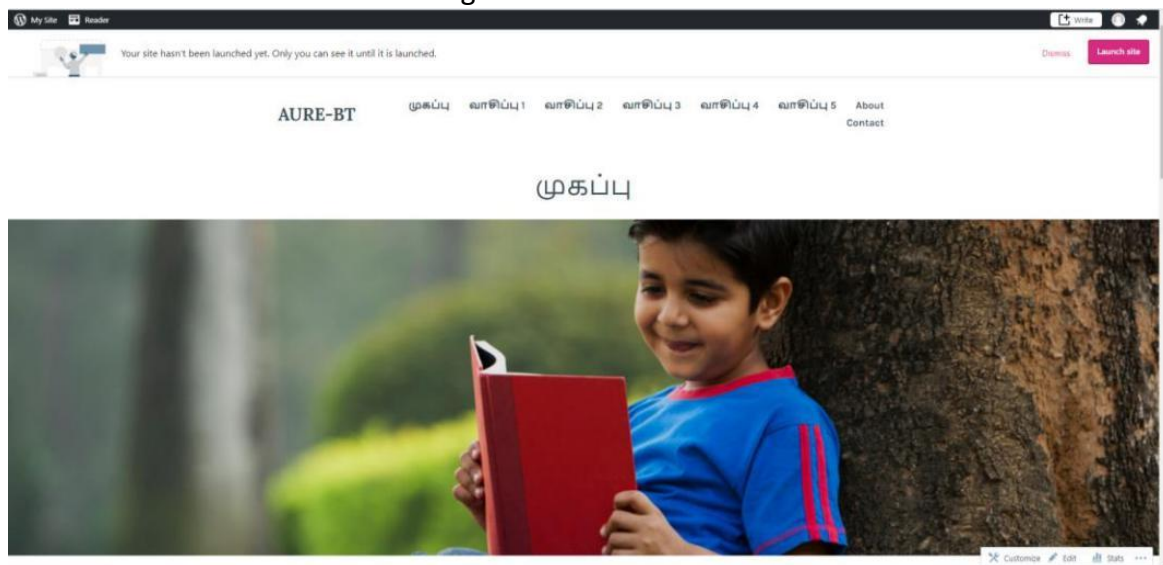 My Site Reader Write
Your site hasn't been launched yet. Only you can see it until it is launched. Dismiss Launch site
AURE-BT முகப்பு வாசிப்பு 1 வாசிப்பு 2 வாசிப்பு 3 வாசிப்பு 4 வாசிப்பு 5 About
Contact
முகப்பு
Customize Edit Stats